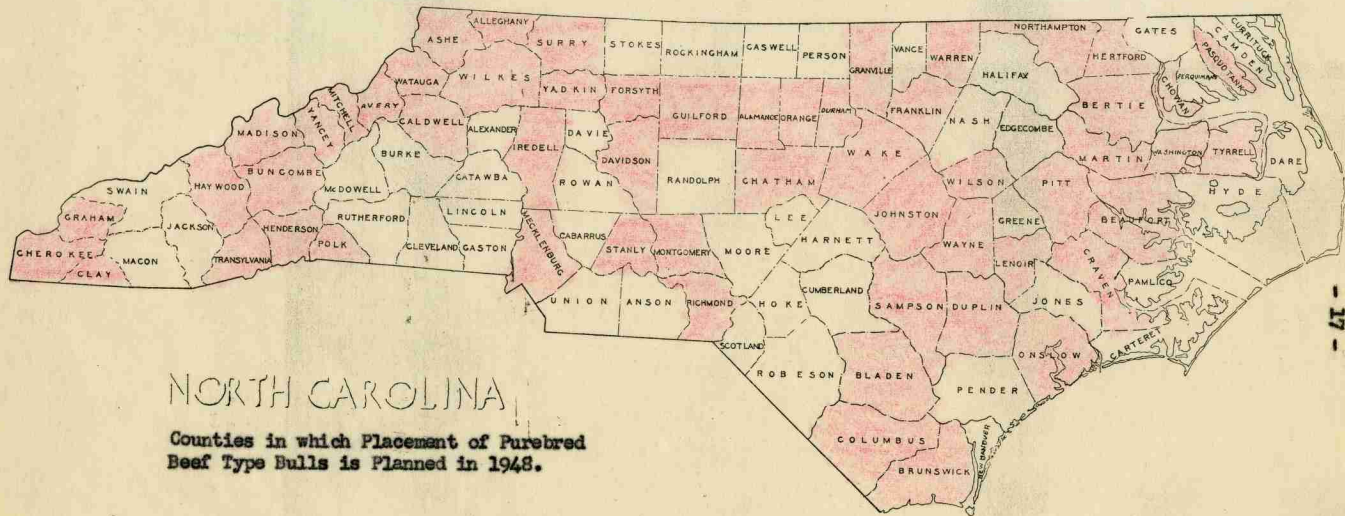 ALLEGHANY
ASHE
SURRY
STOKES
ROCKINGHAM
CASWELL
PERSON
GRANVILLE
VANCE
WARREN
NORTHAMPTON
GATES
CURRITUCK
CAMDEN
PASQUOTANK
HERTFORD
PERQUIMANS
CHOWAN
HALIFAX
BERTIE
WATAUGA
WILKES
YADKIN
FORSYTH
GUILFORD
ALAMANCE
ORANGE
DURHAM
FRANKLIN
NASH
EDGECOMBE
MARTIN
WASHINGTON
TYRRELL
DARE
MITCHELL
AVERY
YANCEY
CALDWELL
ALEXANDER
DAVIE
IREDELL
MADISON
BURKE
DAVIDSON
WAKE
HYDE
BUNCOMBE
HAYWOOD
McDOWELL
CATAWBA
ROWAN
RANDOLPH
CHATHAM
WILSON
PITT
BEAUFORT
SWAIN
GRAHAM
JACKSON
RUTHERFORD
LINCOLN
LEE
JOHNSTON
GREENE
HENDERSON
POLK
CLEVELAND
GASTON
MECKLENBURG
CABARRUS
STANLY
MONTGOMERY
MOORE
HARNETT
WAYNE
LENOIR
CRAVEN
PAMLICO
CHEROKEE
CLAY
MACON
TRANSYLVANIA
UNION
ANSON
RICHMOND
HOKE
CUMBERLAND
SAMPSON
DUPLIN
JONES
CARTERET
SCOTLAND
ONSLOW
ROBESON
BLADEN
PENDER
COLUMBUS
BRUNSWICK
NEW HANOVER
NORTH CAROLINA
Counties in which Placement of Purebred
Beef Type Bulls is Planned in 1948.
- 17 -